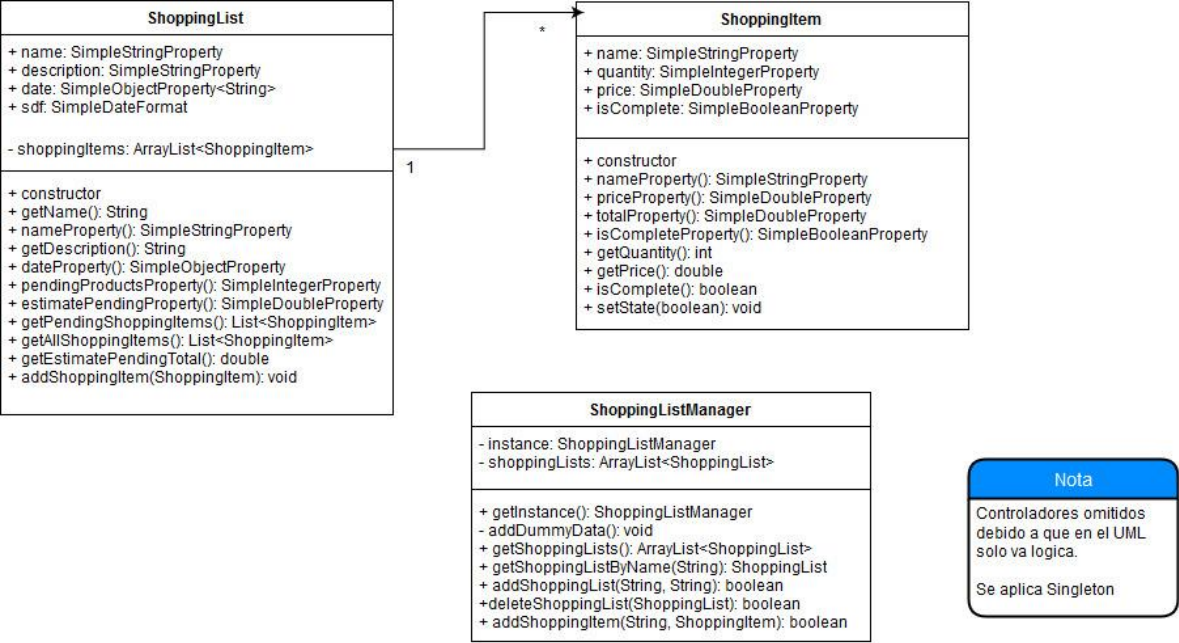 ShoppingList
+ name: SimpleStringProperty
+ description: SimpleStringProperty
+ date: SimpleObjectProperty<String>
+ sdf: SimpleDateFormat
- shoppingItems: ArrayList<ShoppingItem>
+ constructor
+ getName(): String
+ nameProperty(): SimpleStringProperty
+ getDescription(): String
+ dateProperty(): SimpleObjectProperty
+ pendingProductsProperty(): SimpleIntegerProperty
+ estimatePendingProperty(): SimpleDoubleProperty
+ getPendingShoppingItems(): List<ShoppingItem>
+ getAllShoppingItems(): List<ShoppingItem>
+ getEstimatePendingTotal(): double
+ addShoppingItem(ShoppingItem): void
1
*
ShoppingItem
+ name: SimpleStringProperty
+ quantity: SimpleIntegerProperty
+ price: SimpleDoubleProperty
+ isComplete: SimpleBooleanProperty
+ constructor
+ nameProperty(): SimpleStringProperty
+ priceProperty(): SimpleDoubleProperty
+ totalProperty(): SimpleDoubleProperty
+ isCompleteProperty(): SimpleBooleanProperty
+ getQuantity(): int
+ getPrice(): double
+ isComplete(): boolean
+ setState(boolean): void
ShoppingListManager
- instance: ShoppingListManager
- shoppingLists: ArrayList<ShoppingList>
+ getInstance(): ShoppingListManager
- addDummyData(): void
+ getShoppingLists(): ArrayList<ShoppingList>
+ getShoppingListByName(String): ShoppingList
+ addShoppingList(String, String): boolean
+deleteShoppingList(ShoppingList): boolean
+ addShoppingItem(String, ShoppingItem): boolean
Nota
Controladores omitidos
debido a que en el UML
solo va logica.
Se aplica Singleton